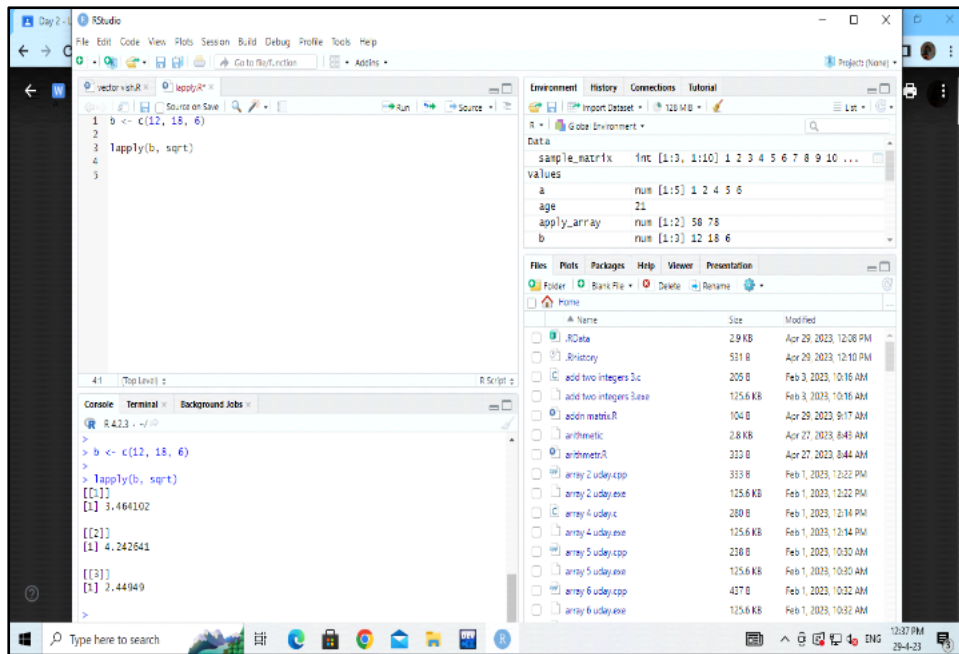 Day 2 -
RStudio
File Edit Code View Plots Session Build Debug Profile Tools Help
Go to file/function
Addins
Project: (None)
vector vish.R
lapply.R*
Source on Save
Run
Source
1 b <- c(12, 18, 6)
2
3 lapply(b, sqrt)
4
5
4:1 (Top Level)
R Script
Console Terminal Background Jobs
R 4.2.3 · ~/
>
> b <- c(12, 18, 6)
>
> lapply(b, sqrt)
[[1]]
[1] 3.464102
[[2]]
[1] 4.242641
[[3]]
[1] 2.44949
>
Environment History Connections Tutorial
Import Dataset 128 MiB List
R Global Environment
Data
sample_matrix int [1:3, 1:10] 1 2 3 4 5 6 7 8 9 10 ...
values
a num [1:5] 1 2 4 5 6
age 21
apply_array num [1:2] 58 78
b num [1:3] 12 18 6
Files Plots Packages Help Viewer Presentation
Folder Blank File Delete Rename
Home
Name Size Modified
.RData 2.9 KB Apr 29, 2023, 12:08 PM
.Rhistory 531 B Apr 29, 2023, 12:10 PM
add two integers 3.c 205 B Feb 3, 2023, 10:16 AM
add two integers 3.exe 125.6 KB Feb 3, 2023, 10:16 AM
addn matrix.R 104 B Apr 29, 2023, 9:17 AM
arithmetic 2.8 KB Apr 27, 2023, 8:43 AM
arithmetr.R 333 B Apr 27, 2023, 8:44 AM
array 2 uday.cpp 333 B Feb 1, 2023, 12:22 PM
array 2 uday.exe 125.6 KB Feb 1, 2023, 12:22 PM
array 4 uday.c 280 B Feb 1, 2023, 12:14 PM
array 4 uday.exe 125.6 KB Feb 1, 2023, 12:14 PM
array 5 uday.cpp 238 B Feb 1, 2023, 10:30 AM
array 5 uday.exe 125.6 KB Feb 1, 2023, 10:30 AM
array 6 uday.cpp 437 B Feb 1, 2023, 10:32 AM
array 6 uday.exe 125.6 KB Feb 1, 2023, 10:32 AM
Type here to search
DEV
ENG
12:37 PM
29-4-23
3